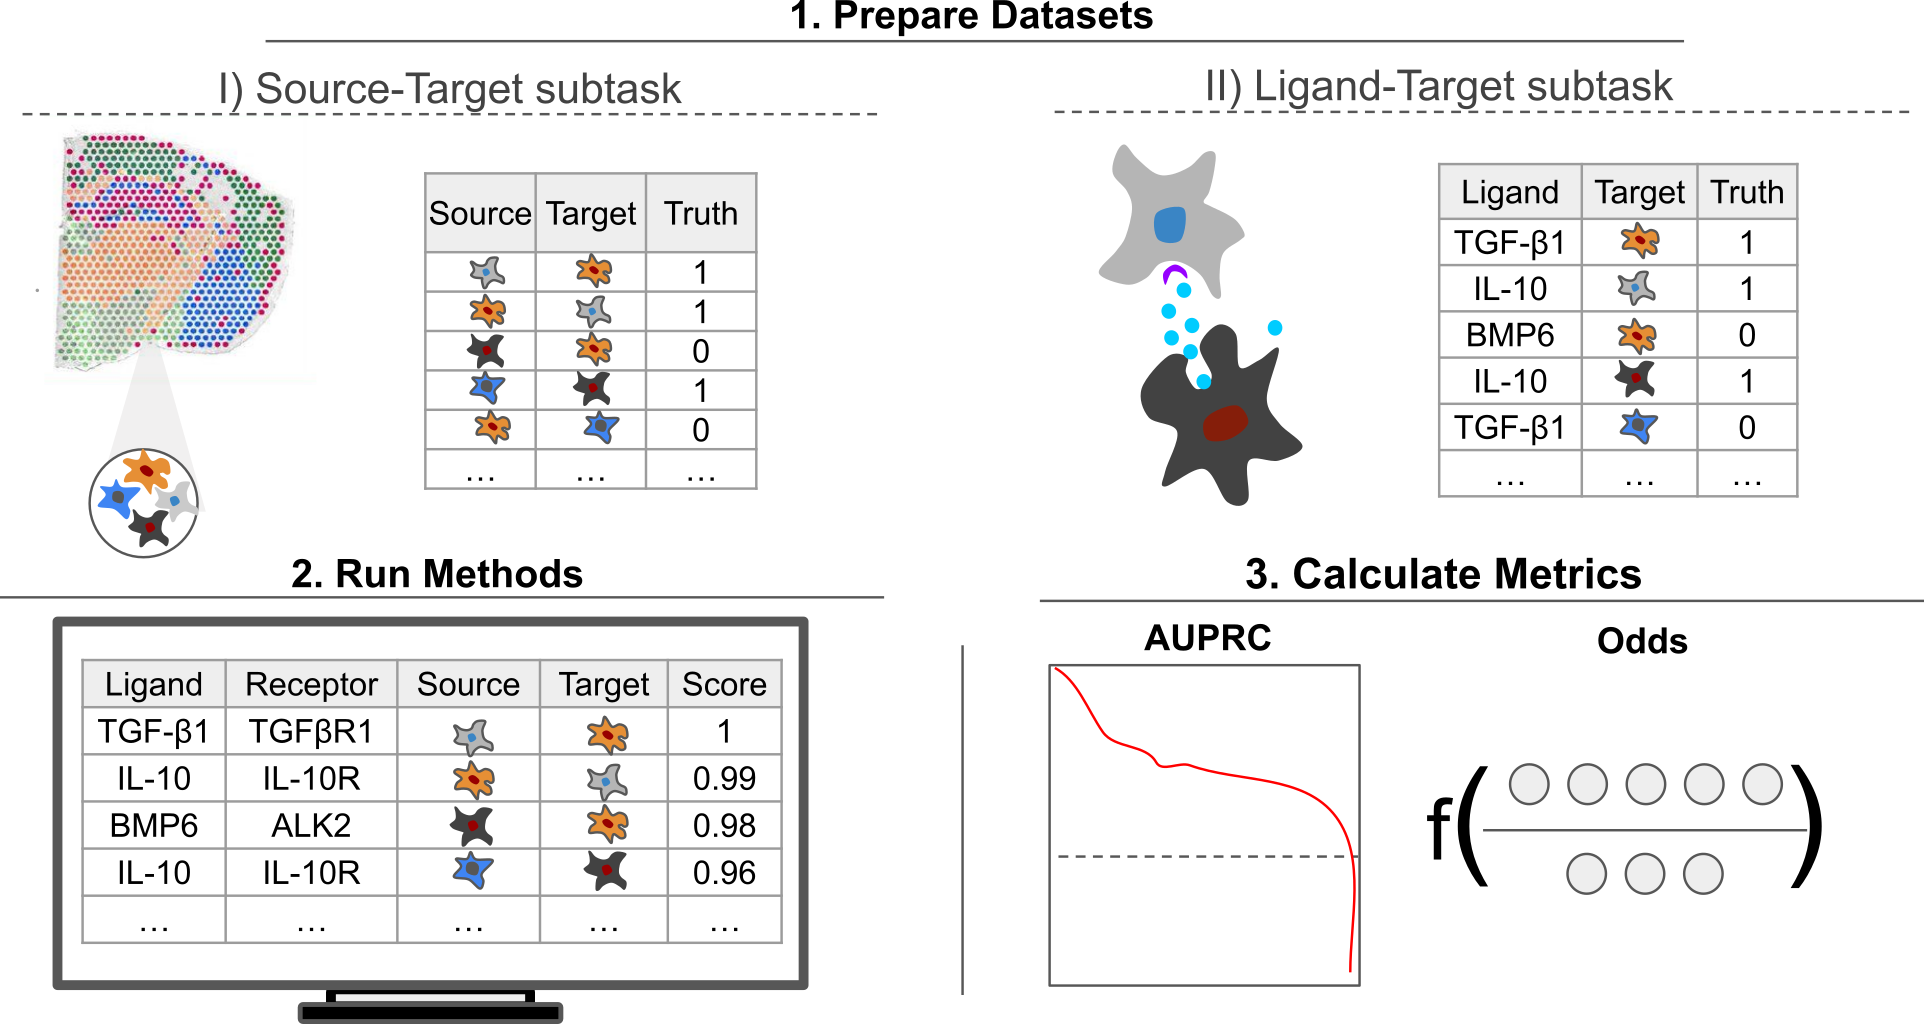 1. Prepare Datasets
I) Source-Target subtask
Source Target Truth
1
1
0
1
0
... ... ...
II) Ligand-Target subtask
Ligand Target Truth
TGF-β1 1
IL-10 1
BMP6 0
IL-10 1
TGF-β1 0
... ... ...
2. Run Methods
Ligand Receptor Source Target Score
TGF-β1 TGFβR1 1
IL-10 IL-10R 0.99
BMP6 ALK2 0.98
IL-10 IL-10R 0.96
... ... ... ... ...
3. Calculate Metrics
AUPRC
Odds
f( )